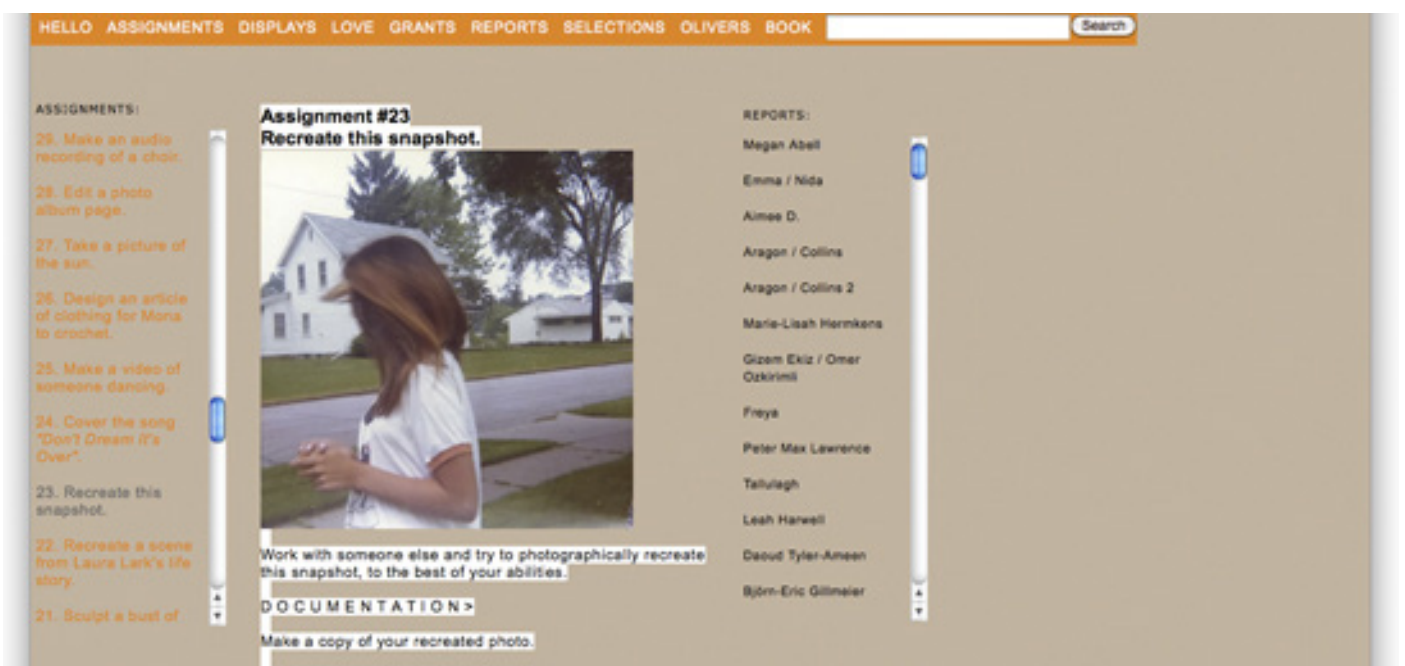 HELLO ASSIGNMENTS DISPLAYS LOVE GRANTS REPORTS SELECTIONS OLIVERS BOOK Search
ASSIGNMENTS:
29. Make an audio
recording of a choir.
28. Edit a photo
album page.
27. Take a picture of
the sun.
26. Design an article
of clothing for Mona
to crochet.
25. Make a video of
someone dancing.
24. Cover the song
"Don't Dream It's
Over".
23. Recreate this
snapshot.
22. Recreate a scene
from Laura Lark's life
story.
21. Sculpt a bust of
Assignment #23
Recreate this snapshot.
Work with someone else and try to photographically recreate
this snapshot, to the best of your abilities.
DOCUMENTATION>
Make a copy of your recreated photo.
REPORTS:
Megan Abell
Emma / Nida
Aimee D.
Aragon / Collins
Aragon / Collins 2
Marie-Lisah Hermkens
Gizem Ekiz / Omer
Ozkirimli
Freya
Peter Max Lawrence
Tallulagh
Leah Harwell
Daoud Tyler-Ameen
Björn-Eric Gillmeier